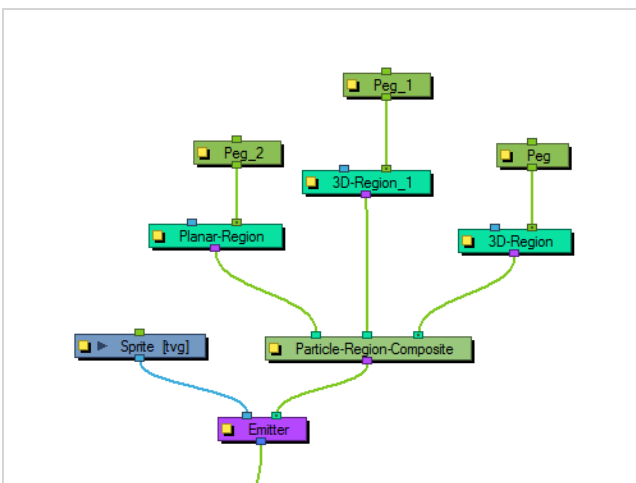 Peg_1
Peg_2
Peg
3D-Region_1
Planar-Region
3D-Region
Sprite [tvg]
Particle-Region-Composite
Emitter